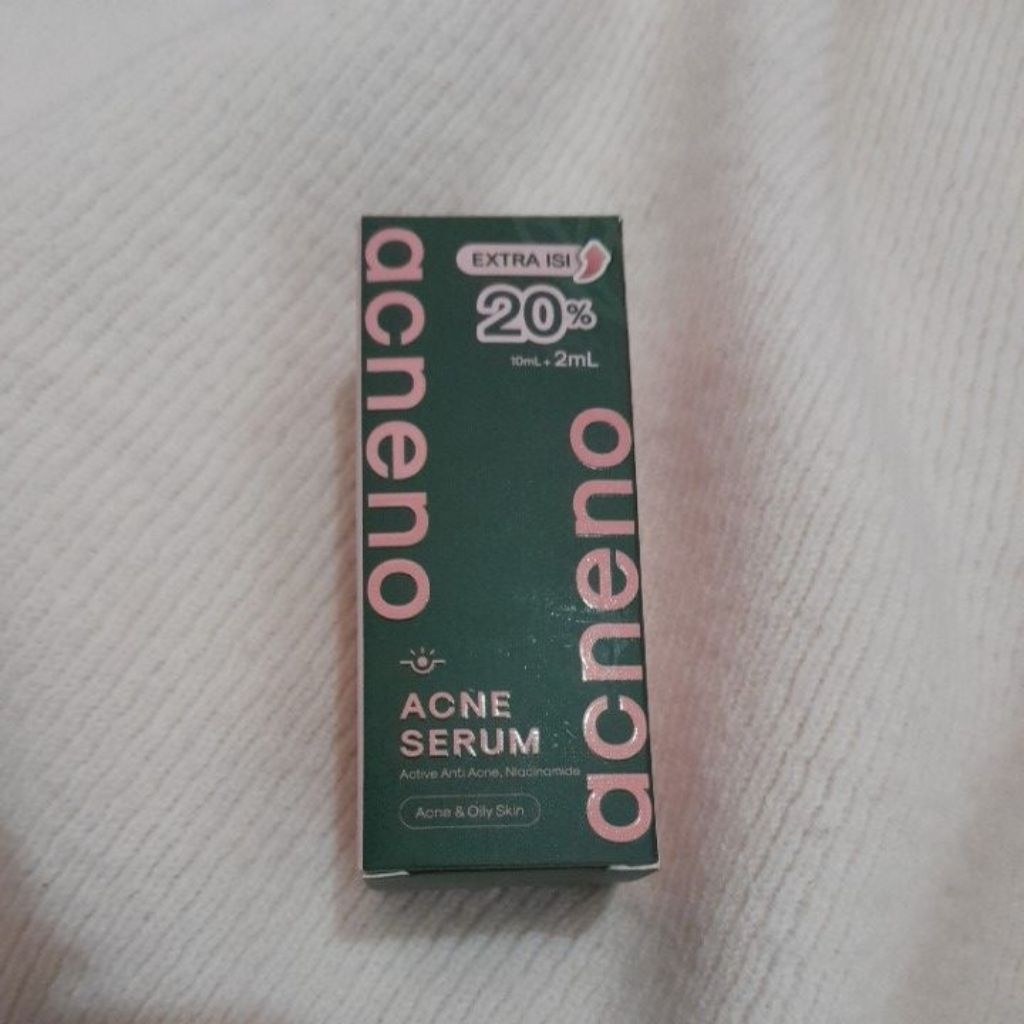 acneno
EXTRA ISI
20%
10mL + 2mL
acneno
ACNE
SERUM
Active Anti Acne, Niacinamide
Acne & Oily Skin